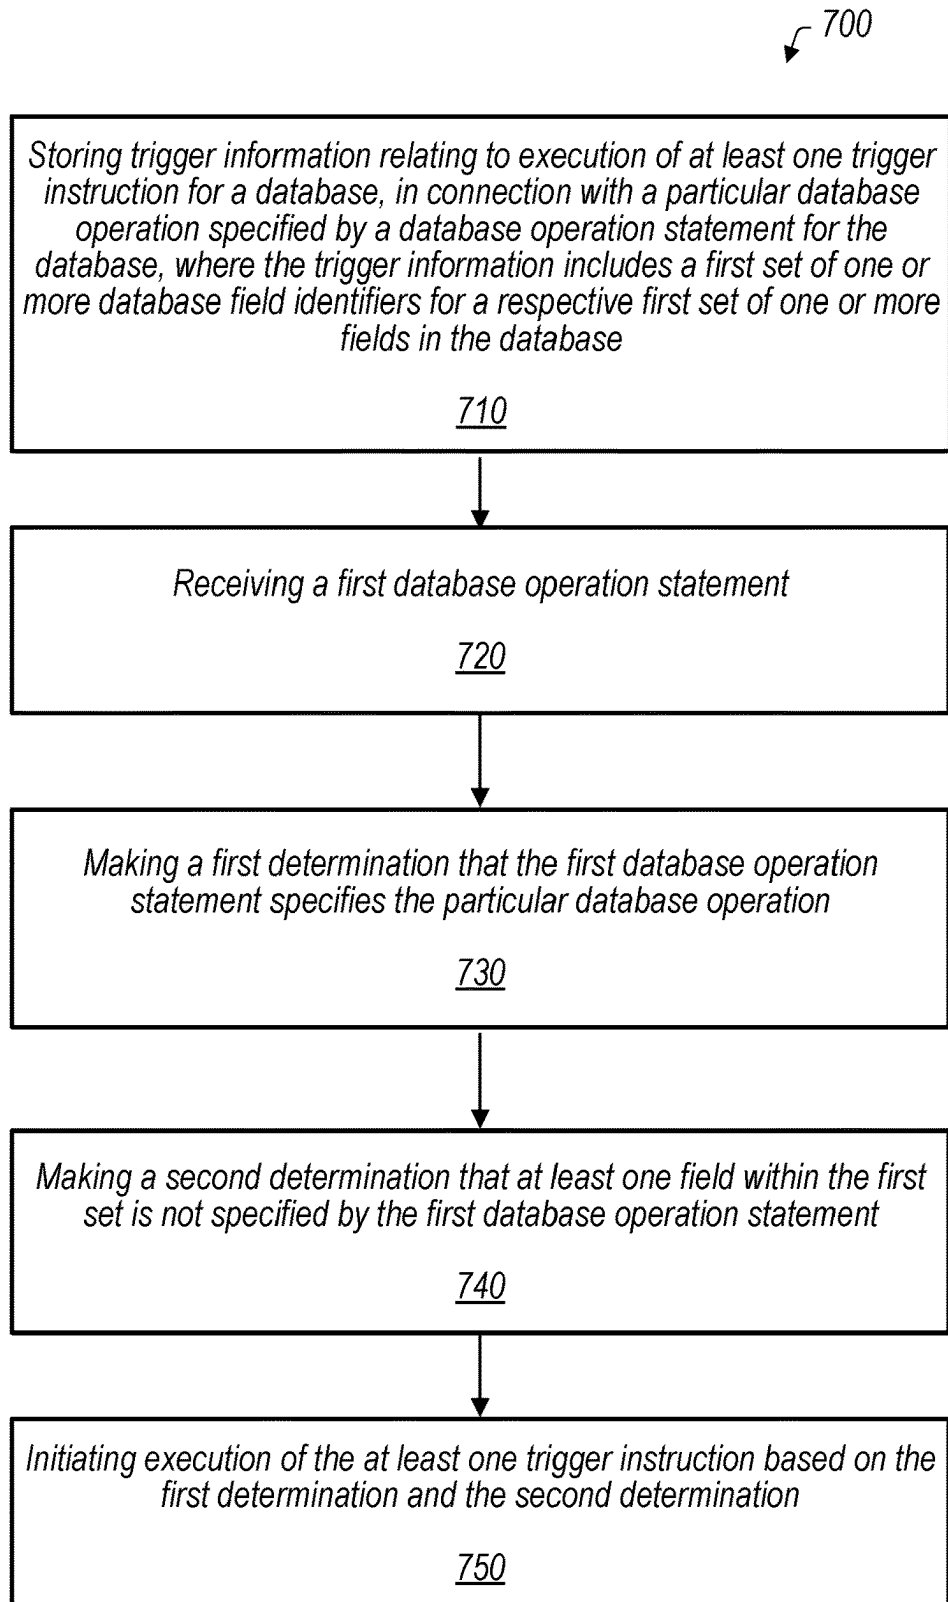 700
Storing trigger information relating to execution of at least one trigger
instruction for a database, in connection with a particular database
operation specified by a database operation statement for the
database, where the trigger information includes a first set of one or
more database field identifiers for a respective first set of one or more
fields in the database
710
Receiving a first database operation statement
720
Making a first determination that the first database operation
statement specifies the particular database operation
730
Making a second determination that at least one field within the first
set is not specified by the first database operation statement
740
Initiating execution of the at least one trigger instruction based on the
first determination and the second determination
750